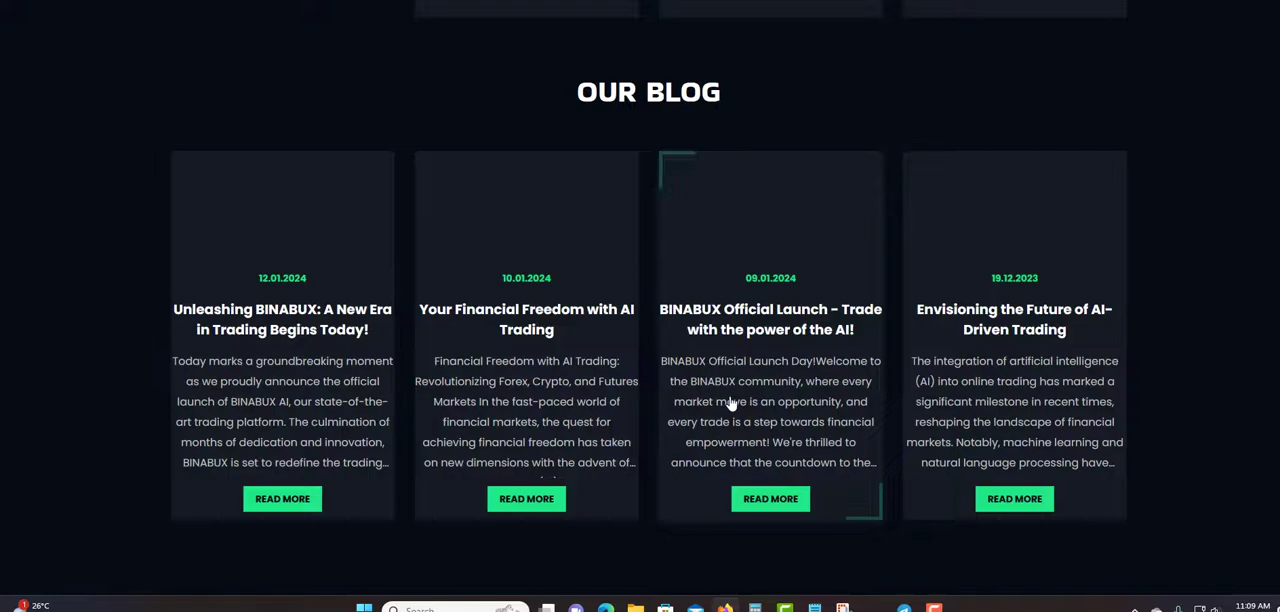 OUR BLOG
12.01.2024
Unleashing BINABUX: A New Era
in Trading Begins Today!
Today marks a groundbreaking moment
as we proudly announce the official
launch of BINABUX AI, our state-of-the-
art trading platform. The culmination of
months of dedication and innovation,
BINABUX is set to redefine the trading...
READ MORE
10.01.2024
Your Financial Freedom with AI
Trading
Financial Freedom with AI Trading:
Revolutionizing Forex, Crypto, and Futures
Markets In the fast-paced world of
financial markets, the quest for
achieving financial freedom has taken
on new dimensions with the advent of...
READ MORE
09.01.2024
BINABUX Official Launch - Trade
with the power of the AI!
BINABUX Official Launch Day!Welcome to
the BINABUX community, where every
market move is an opportunity, and
every trade is a step towards financial
empowerment! We're thrilled to
announce that the countdown to the...
READ MORE
19.12.2023
Envisioning the Future of AI-
Driven Trading
The integration of artificial intelligence
(AI) into online trading has marked a
significant milestone in recent times,
reshaping the landscape of financial
markets. Notably, machine learning and
natural language processing have...
READ MORE
1
26°C
Search
11:09 AM